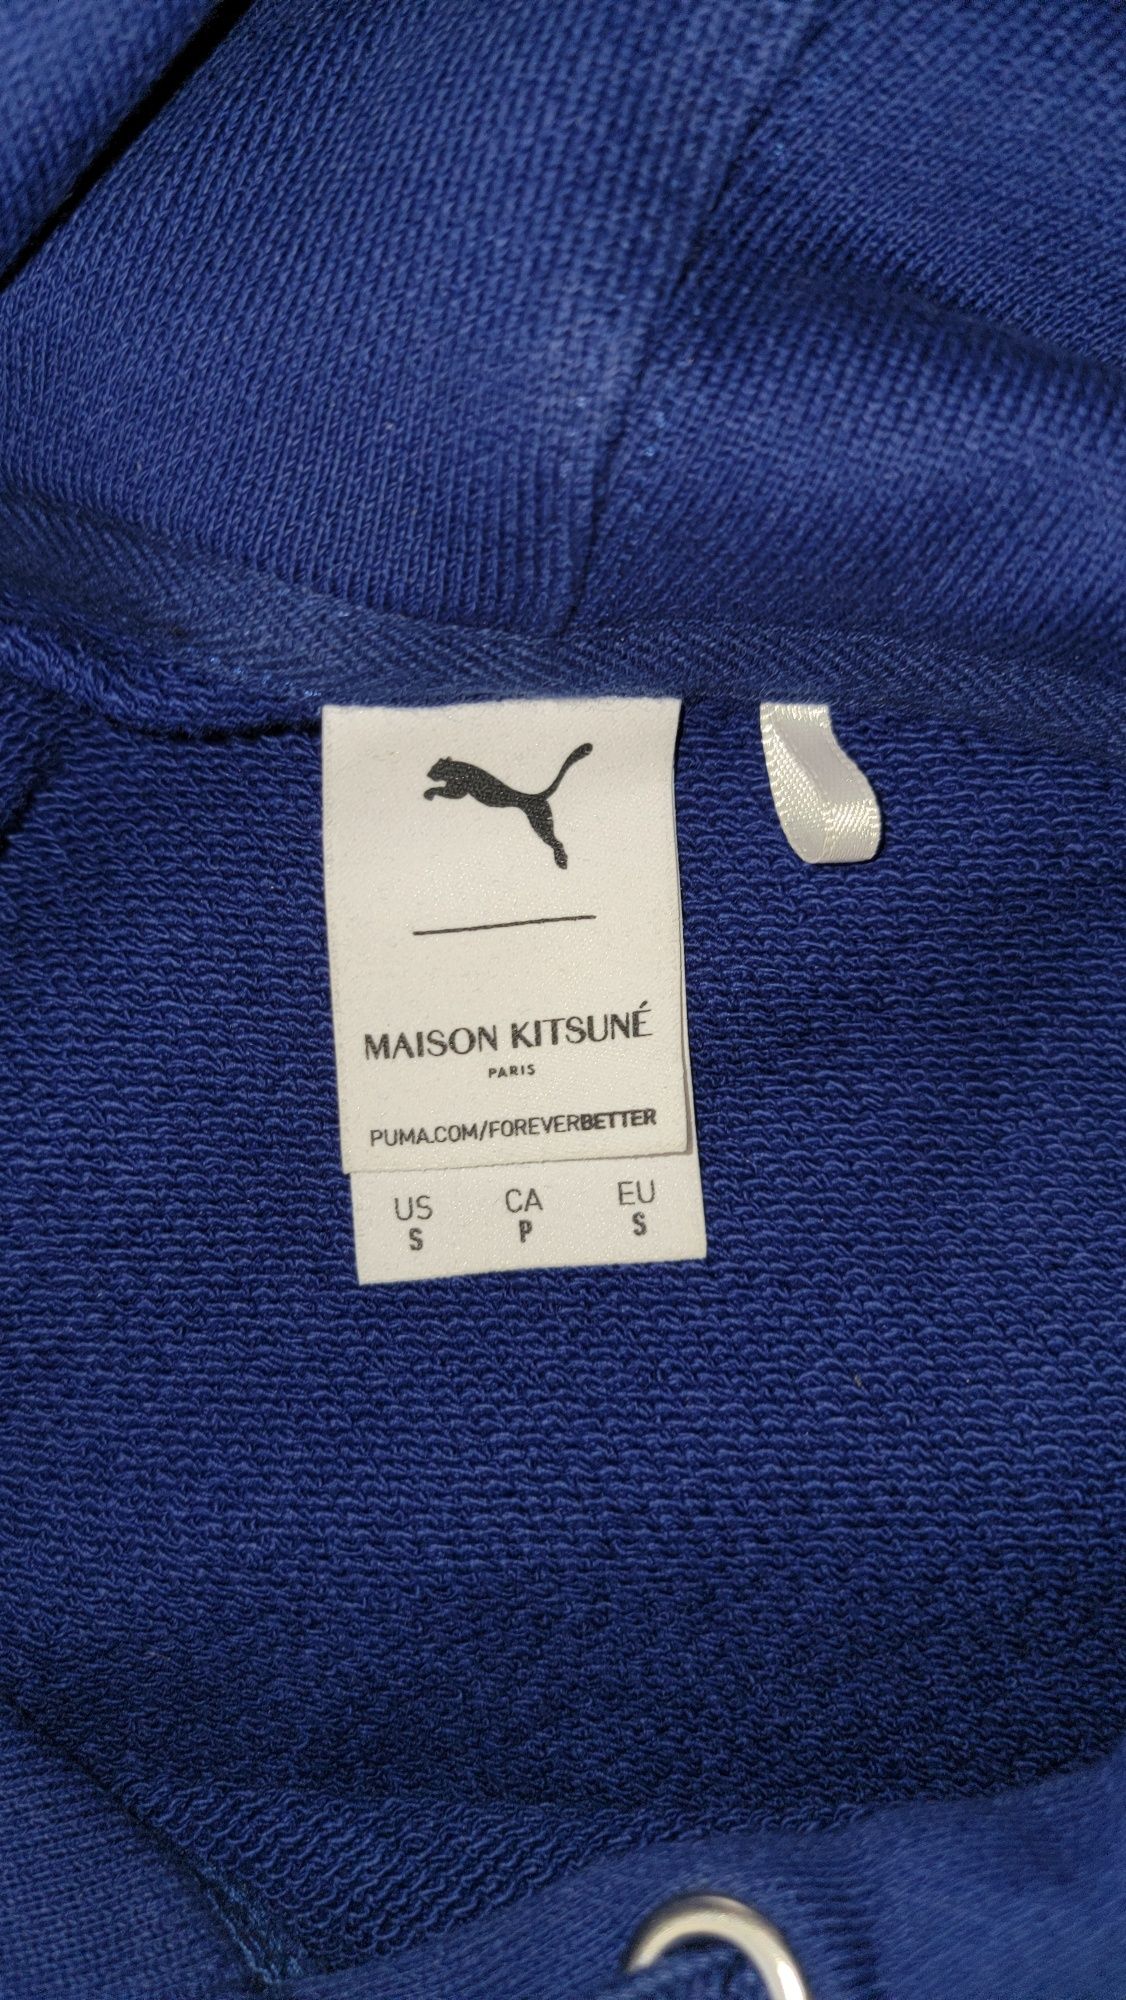 MAISON KITSUNÉ
PARIS
PUMA.COM/FOREVERBETTER
US CA EU
S P S